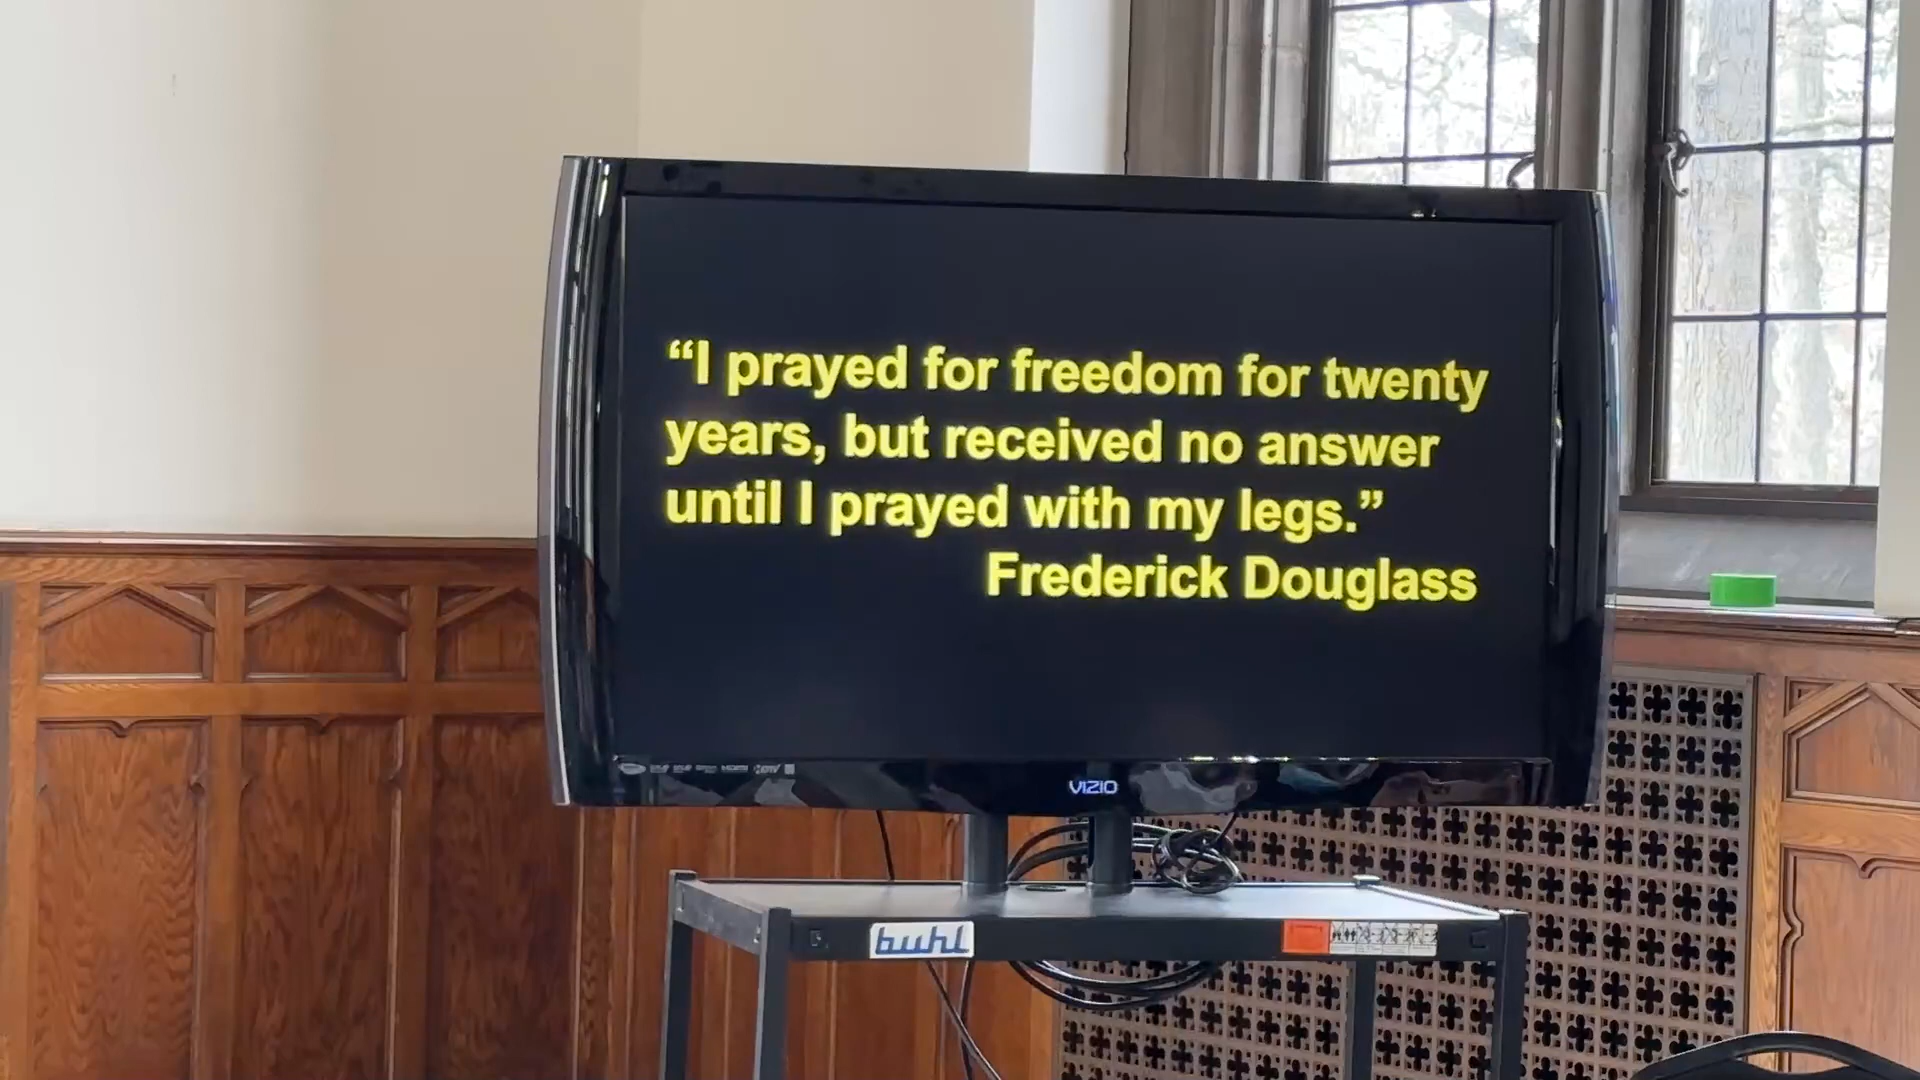 “I prayed for freedom for twenty
years, but received no answer
until I prayed with my legs.”
Frederick Douglass
VIZIO
buhl